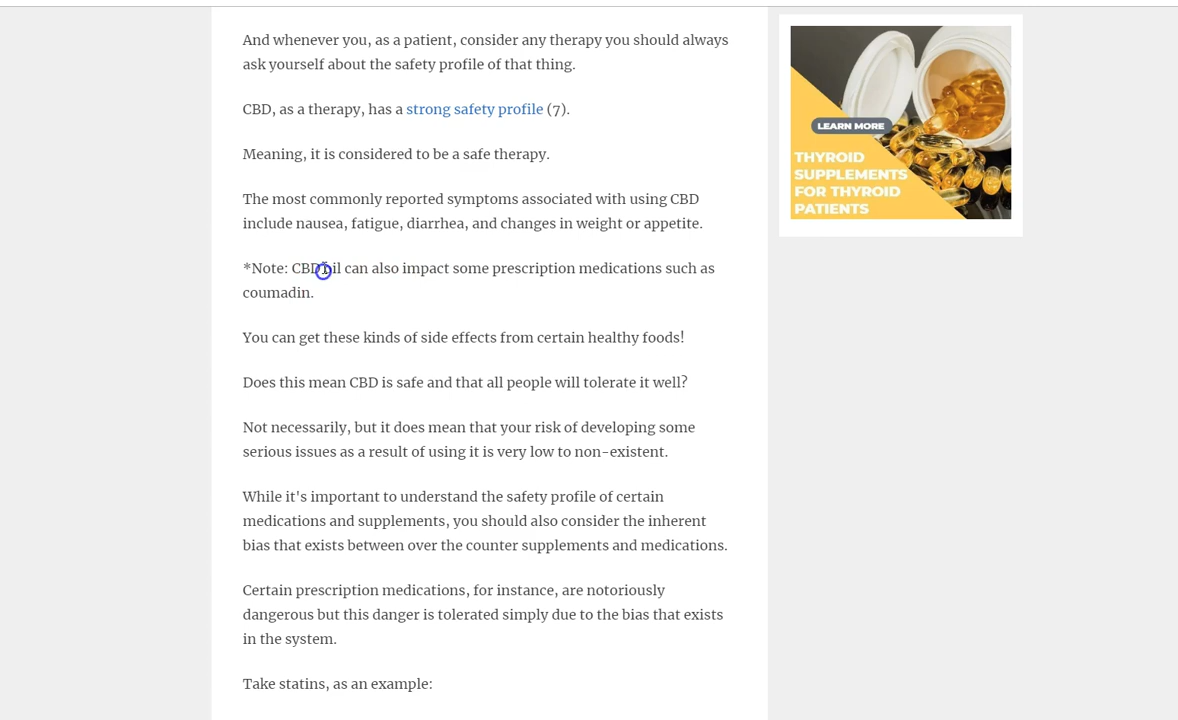 And whenever you, as a patient, consider any therapy you should always
ask yourself about the safety profile of that thing.
CBD, as a therapy, has a strong safety profile (7).
Meaning, it is considered to be a safe therapy.
The most commonly reported symptoms associated with using CBD
include nausea, fatigue, diarrhea, and changes in weight or appetite.
*Note: CBD oil can also impact some prescription medications such as
coumadin.
You can get these kinds of side effects from certain healthy foods!
Does this mean CBD is safe and that all people will tolerate it well?
Not necessarily, but it does mean that your risk of developing some
serious issues as a result of using it is very low to non-existent.
While it's important to understand the safety profile of certain
medications and supplements, you should also consider the inherent
bias that exists between over the counter supplements and medications.
Certain prescription medications, for instance, are notoriously
dangerous but this danger is tolerated simply due to the bias that exists
in the system.
Take statins, as an example:
LEARN MORE
THYROID
SUPPLEMENTS
FOR THYROID
PATIENTS